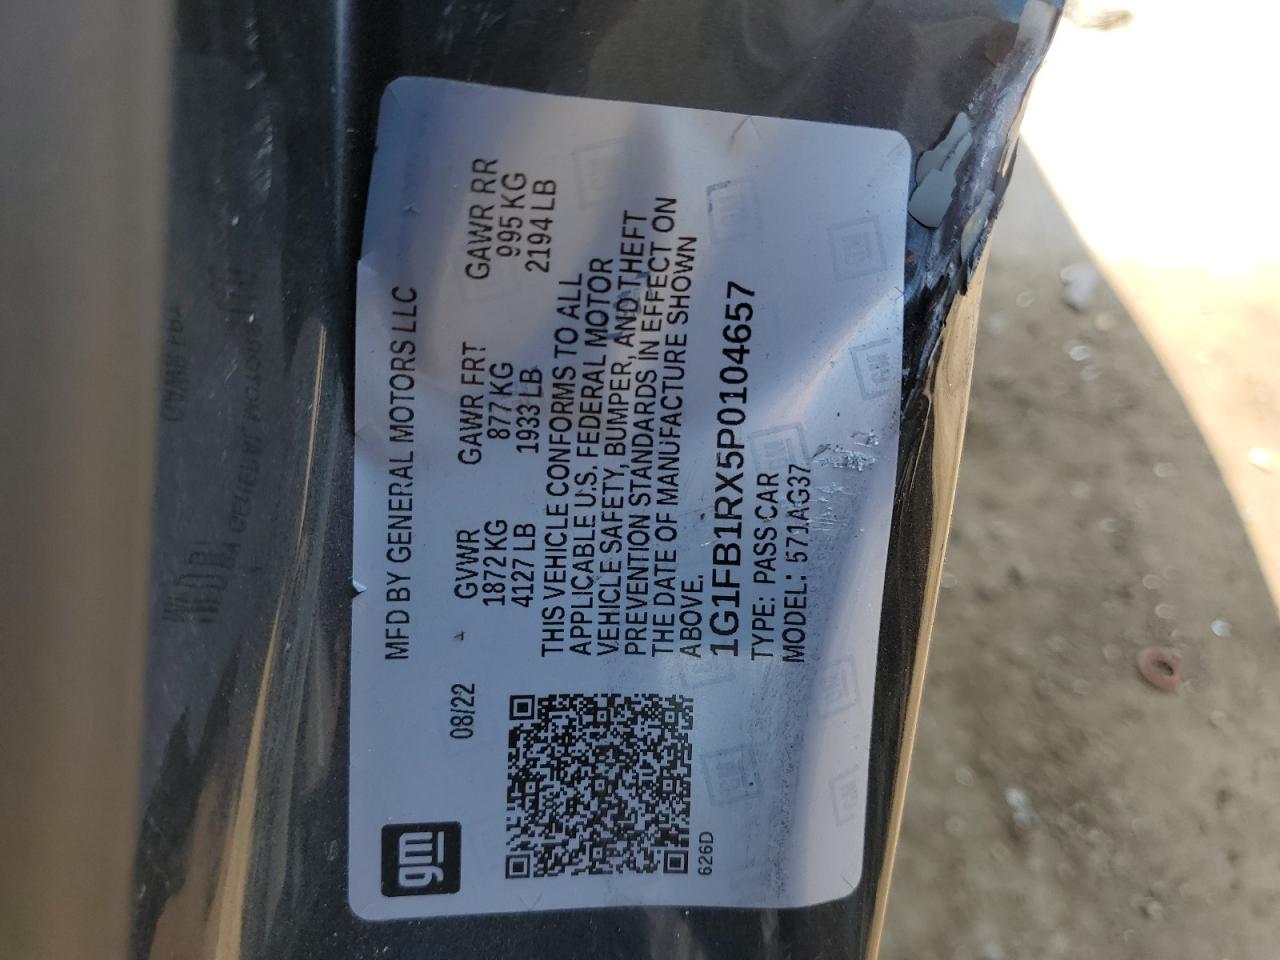 gm
MFD BY GENERAL MOTORS LLC
08/22
GVWR GAWR FRT GAWR RR
1872 KG 877 KG 995 KG
4127 LB 1933 LB 2194 LB
THIS VEHICLE CONFORMS TO ALL
APPLICABLE U.S. FEDERAL MOTOR
VEHICLE SAFETY, BUMPER, AND THEFT
PREVENTION STANDARDS IN EFFECT ON
THE DATE OF MANUFACTURE SHOWN
ABOVE.
1G1FB1RX5P0104657
TYPE: PASS CAR
MODEL: 571AG37
626D